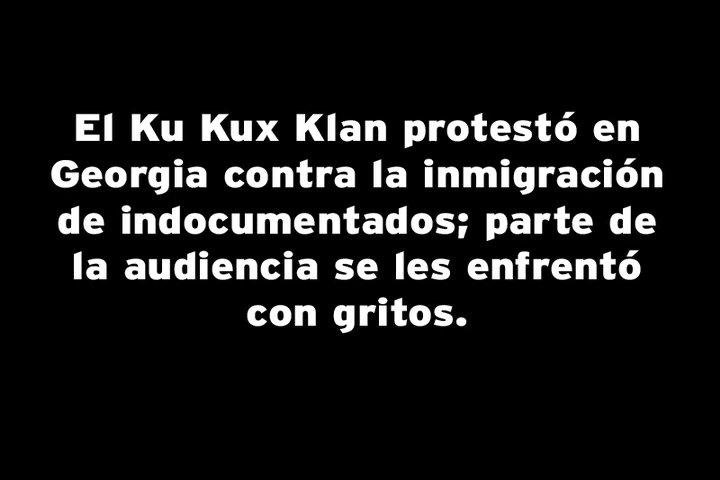 El Ku Kux Klan protestó en
Georgia contra la inmigración
de indocumentados; parte de
la audiencia se les enfrentó
con gritos.